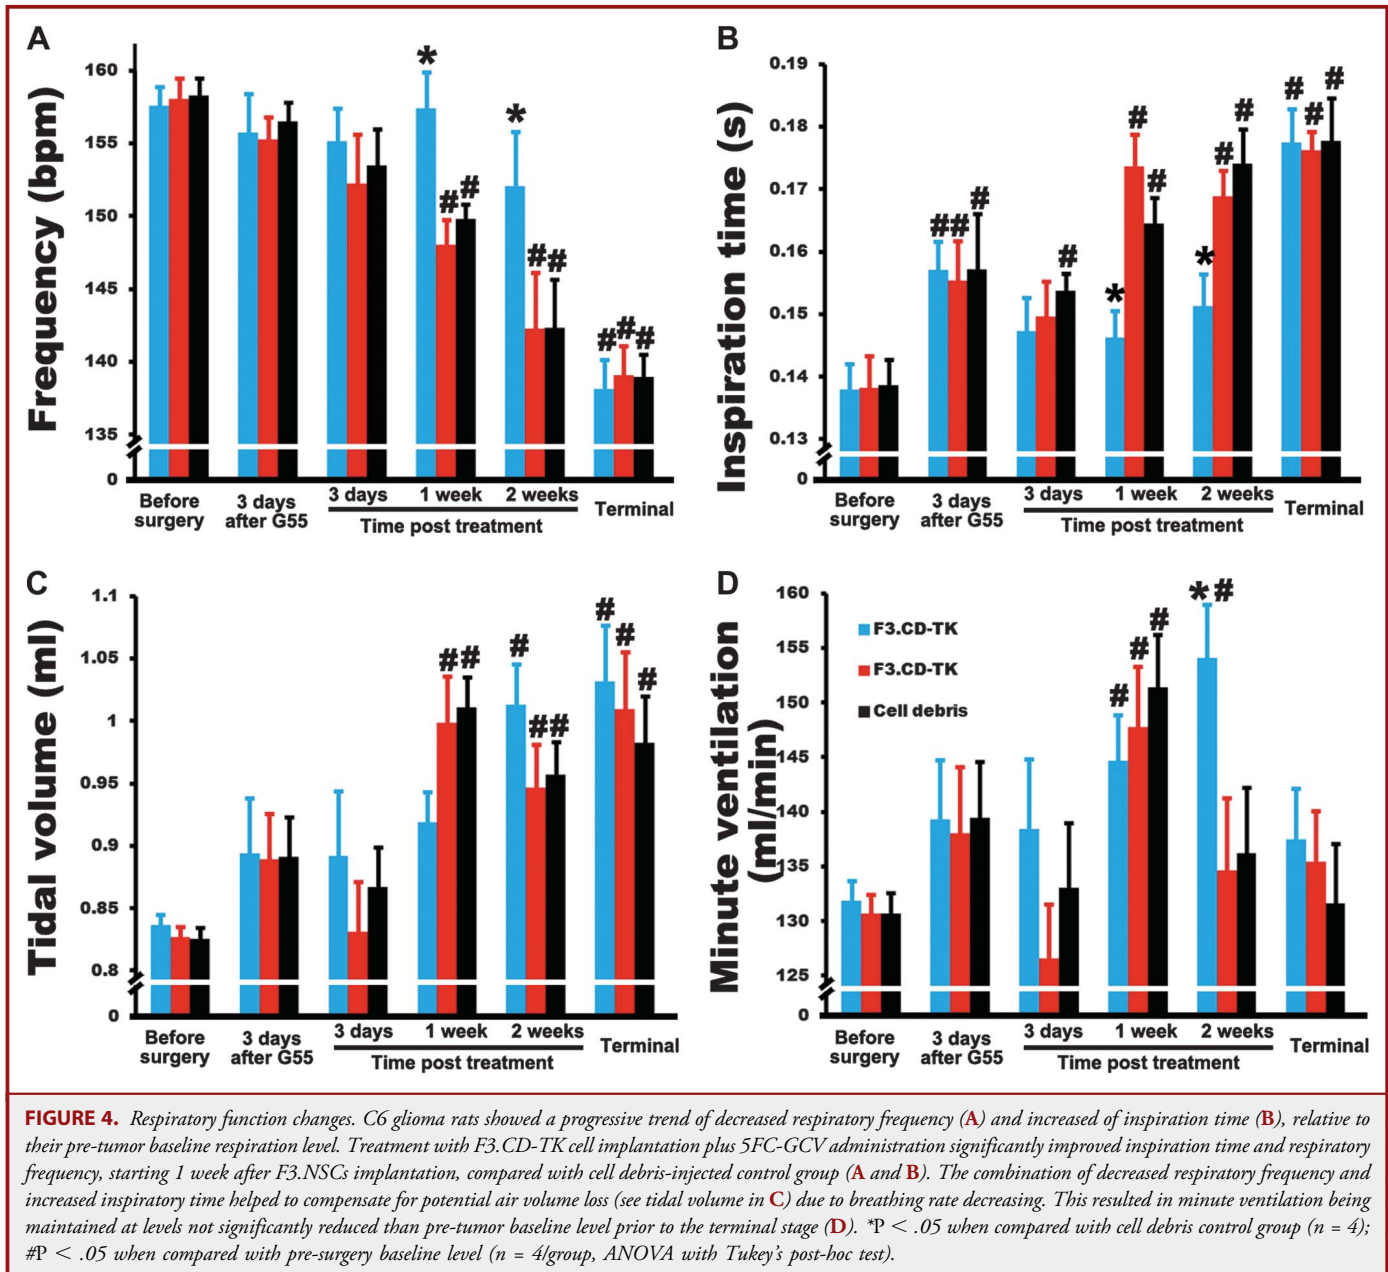 A
Frequency (bpm)
160
155
150
145
140
135
0
*
*
# #
# #
# # #
Before surgery
3 days after G55
3 days
1 week
2 weeks
Time post treatment
Terminal
B
Inspiration time (s)
0.19
0.18
0.17
0.16
0.15
0.14
0.13
0
# # #
#
* # #
* # #
# # #
Before surgery
3 days after G55
3 days
1 week
2 weeks
Time post treatment
Terminal
C
Tidal volume (ml)
1.1
1.05
1
0.95
0.9
0.85
0.8
0
# #
# # #
# # #
Before surgery
3 days after G55
3 days
1 week
2 weeks
Time post treatment
Terminal
D
Minute ventilation
(ml/min)
160
155
150
145
140
135
130
125
0
F3.CD-TK
F3.CD-TK
Cell debris
# # #
* #
Before surgery
3 days after G55
3 days
1 week
2 weeks
Time post treatment
Terminal
FIGURE 4. Respiratory function changes. C6 glioma rats showed a progressive trend of decreased respiratory frequency (A) and increased of inspiration time (B), relative to
their pre-tumor baseline respiration level. Treatment with F3.CD-TK cell implantation plus 5FC-GCV administration significantly improved inspiration time and respiratory
frequency, starting 1 week after F3.NSCs implantation, compared with cell debris-injected control group (A and B). The combination of decreased respiratory frequency and
increased inspiratory time helped to compensate for potential air volume loss (see tidal volume in C) due to breathing rate decreasing. This resulted in minute ventilation being
maintained at levels not significantly reduced than pre-tumor baseline level prior to the terminal stage (D). *P < .05 when compared with cell debris control group (n = 4);
#P < .05 when compared with pre-surgery baseline level (n = 4/group, ANOVA with Tukey's post-hoc test).